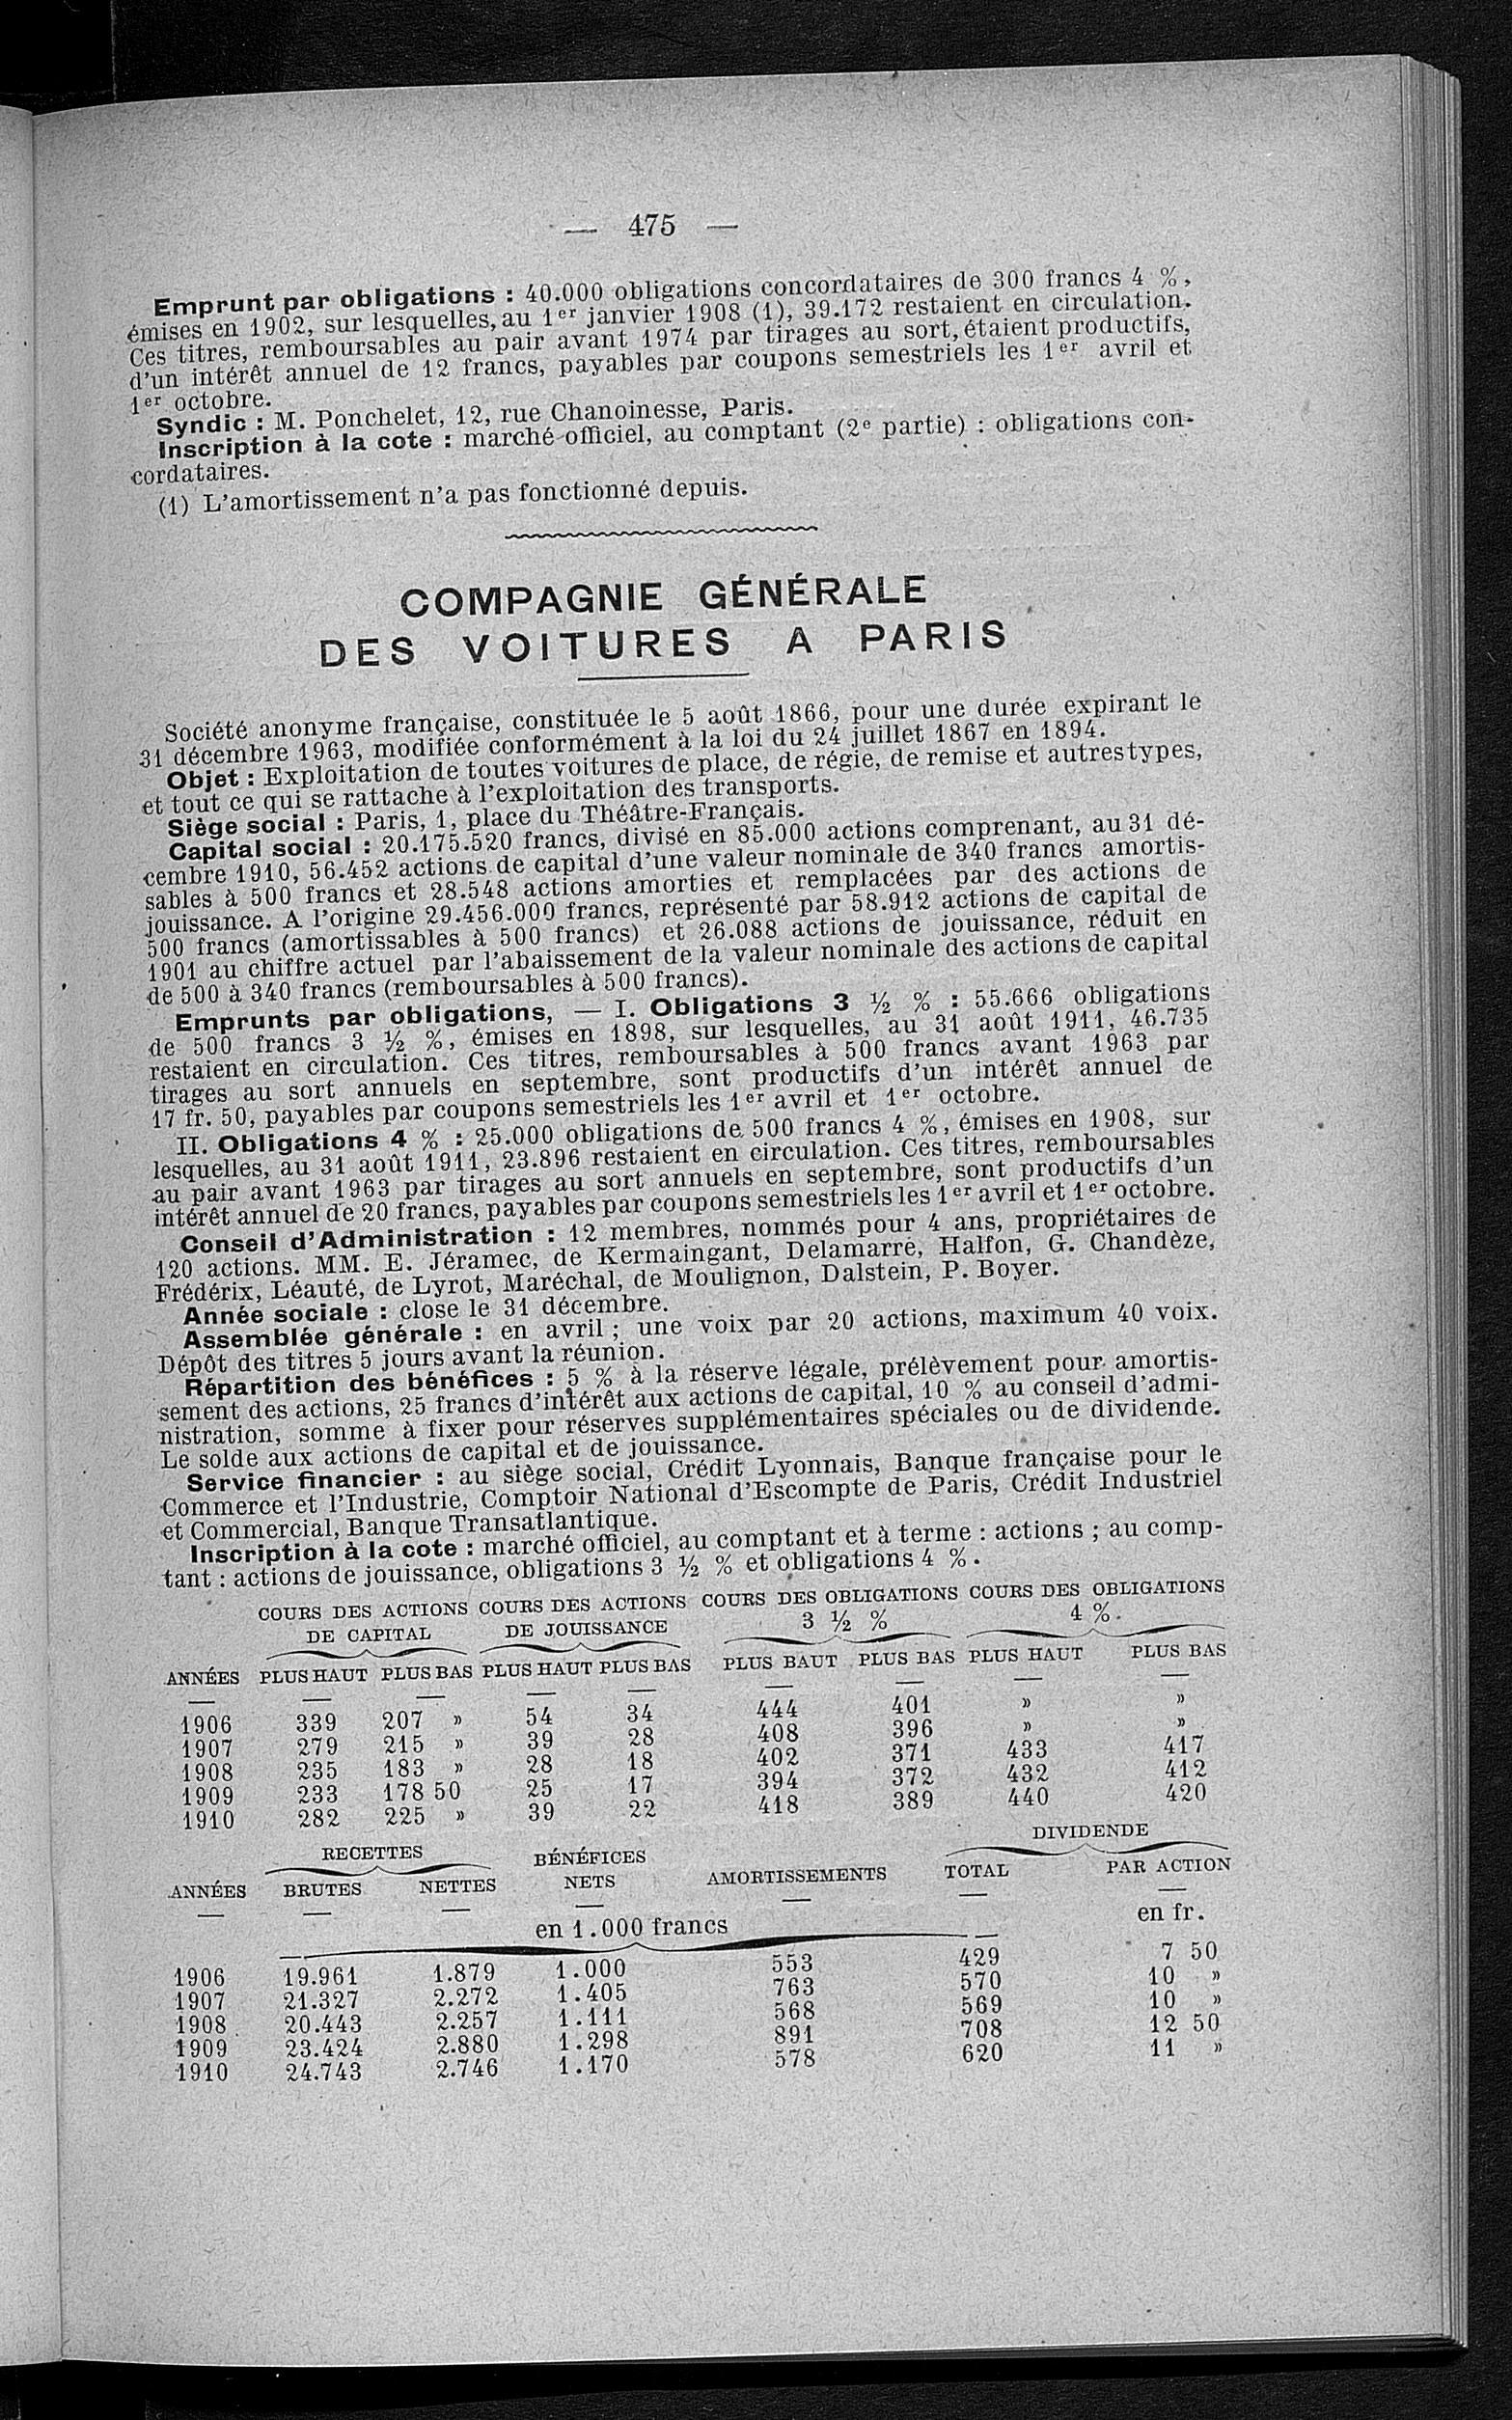 — 475 —
Emprunt par obligations : 40.000 obligations concordataires de 300 francs 4 %,
émises en 1902, sur lesquelles, au 1er janvier 1908 (1), 39.172 restaient en circulation.
Ces titres, remboursables au pair avant 1974 par tirages au sort, étaient productifs,
d'un intérêt annuel de 12 francs, payables par coupons semestriels les 1er avril et
1er octobre.
Syndic : M. Ponchelet, 12, rue Chanoinesse, Paris.
Inscription à la cote : marché officiel, au comptant (2e partie) : obligations con-
cordataires.
(1) L'amortissement n'a pas fonctionné depuis.
COMPAGNIE GÉNÉRALE
DES VOITURES A PARIS
Société anonyme française, constituée le 5 août 1866, pour une durée expirant le
31 décembre 1963, modifiée conformément à la loi du 24 juillet 1867 en 1894.
Objet : Exploitation de toutes voitures de place, de régie, de remise et autres types,
et tout ce qui se rattache à l'exploitation des transports.
Siège social : Paris, 1, place du Théâtre-Français.
Capital social : 20.175.520 francs, divisé en 85.000 actions comprenant, au 31 dé-
cembre 1910, 56.452 actions de capital d'une valeur nominale de 340 francs amortis-
sables à 500 francs et 28.548 actions amorties et remplacées par des actions de
jouissance. A l'origine 29.456.000 francs, représenté par 58.912 actions de capital de
500 francs (amortissables à 500 francs) et 26.088 actions de jouissance, réduit en
1901 au chiffre actuel par l'abaissement de la valeur nominale des actions de capital
de 500 à 340 francs (remboursables à 500 francs).
Emprunts par obligations, — I. Obligations 3 ½ % : 55.666 obligations
de 500 francs 3 ½ %, émises en 1898, sur lesquelles, au 31 août 1911, 46.735
restaient en circulation. Ces titres, remboursables à 500 francs avant 1963 par
tirages au sort annuels en septembre, sont productifs d'un intérêt annuel de
17 fr. 50, payables par coupons semestriels les 1er avril et 1er octobre.
II. Obligations 4 % : 25.000 obligations de 500 francs 4 %, émises en 1908, sur
lesquelles, au 31 août 1911, 23.896 restaient en circulation. Ces titres, remboursables
au pair avant 1963 par tirages au sort annuels en septembre, sont productifs d'un
intérêt annuel de 20 francs, payables par coupons semestriels les 1er avril et 1er octobre.
Conseil d'Administration : 12 membres, nommés pour 4 ans, propriétaires de
120 actions. MM. E. Jéramec, de Kermaingant, Delamarre, Halfon, G. Chandèze,
Frédérix, Léauté, de Lyrot, Maréchal, de Moulignon, Dalstein, P. Boyer.
Année sociale : close le 31 décembre.
Assemblée générale : en avril ; une voix par 20 actions, maximum 40 voix.
Dépôt des titres 5 jours avant la réunion.
Répartition des bénéfices : 5 % à la réserve légale, prélèvement pour amortis-
sement des actions, 25 francs d'intérêt aux actions de capital, 10 % au conseil d'admi-
nistration, somme à fixer pour réserves supplémentaires spéciales ou de dividende.
Le solde aux actions de capital et de jouissance.
Service financier : au siège social, Crédit Lyonnais, Banque française pour le
Commerce et l'Industrie, Comptoir National d'Escompte de Paris, Crédit Industriel
et Commercial, Banque Transatlantique.
Inscription à la cote : marché officiel, au comptant et à terme : actions ; au comp-
tant : actions de jouissance, obligations 3 ½ % et obligations 4 %.
COURS DES ACTIONS COURS DES ACTIONS COURS DES OBLIGATIONS COURS DES OBLIGATIONS
DE CAPITAL DE JOUISSANCE 3 ½ % 4 %.
ANNÉES PLUS HAUT PLUS BAS PLUS HAUT PLUS BAS PLUS BAUT PLUS BAS PLUS HAUT PLUS BAS
1906 339 207 » 54 34 444 401 » »
1907 279 215 » 39 28 408 396 » »
1908 235 183 » 28 18 402 371 433 417
1909 233 178 50 25 17 394 372 432 412
1910 282 225 » 39 22 418 389 440 420
RECETTES BÉNÉFICES DIVIDENDE
ANNÉES BRUTES NETTES NETS AMORTISSEMENTS TOTAL PAR ACTION
en 1.000 francs en fr.
1906 19.961 1.879 1.000 553 429 7 50
1907 21.327 2.272 1.405 763 570 10 »
1908 20.443 2.257 1.111 568 569 10 »
1909 23.424 2.880 1.298 891 708 12 50
1910 24.743 2.746 1.170 578 620 11 »